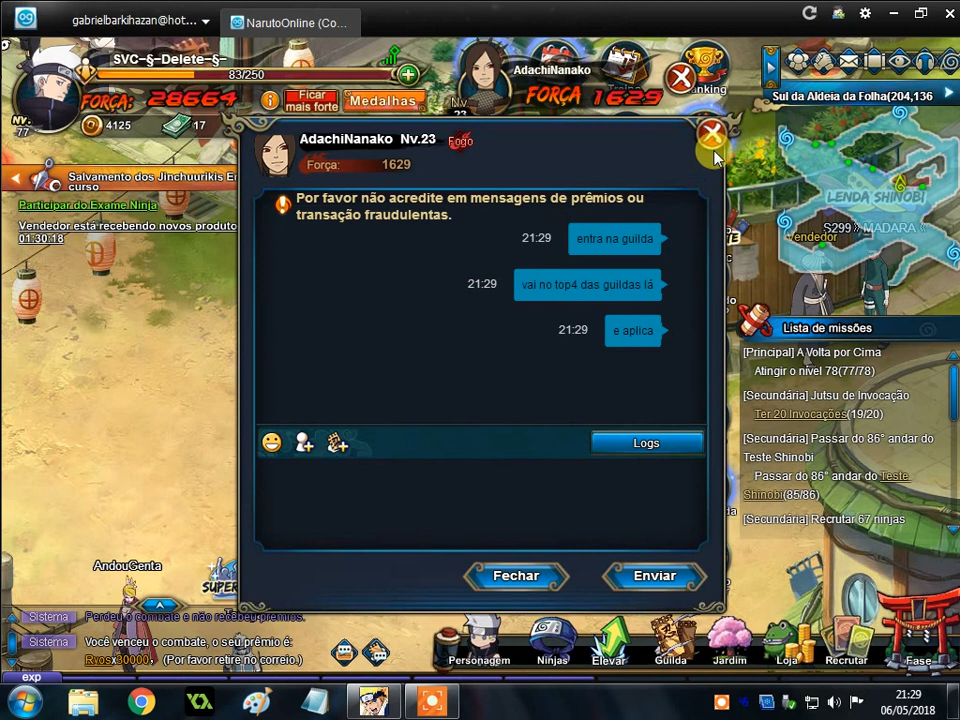 gabrielbarkihazan@hot...
NarutoOnline (Co...
SVC-§-Delete-§-
83/250
FORÇA: 28664
Ficar
mais forte
Medalhas
Nv.
77
4125
17
AdachiNanako
FORÇA 1629
Nv
23
nking
Sul da Aldeia da Folha(204,136
Salvamento dos Jinchuurikis Em
curso
Participar do Exame Ninja
Vendedor está recebendo novos produto
01.30.18
AdachiNanako Nv.23 Fogo
Força: 1629
Por favor não acredite em mensagens de prêmios ou
transação fraudulentas.
21:29 entra na guilda
21:29 vai no top4 das guildas lá
21:29 e aplica
Logs
Fechar
Enviar
LENDA SHINOBI
S299 》 MADARA 《
Vendedor
Lista de missões
[Principal] A Volta por Cima
Atingir o nível 78(77/78)
[Secundária] Jutsu de Invocação
Ter 20 Invocações(19/20)
[Secundária] Passar do 86° andar do
Teste Shinobi
Passar do 86° andar do Teste
Shinobi(85/86)
[Secundária] Recrutar 67 ninjas
AndouGenta
SUPER
Sistema Perdeu o combate e não recebeu prêmios.
Sistema Você venceu o combate, o seu prêmio é:
Ryos:30000, (Por favor retire no correio.)
Personagem
Ninjas
Elevar
Guilda
Jardim
Loja
Recrutar
Fase
exp
21:29
06/05/2018